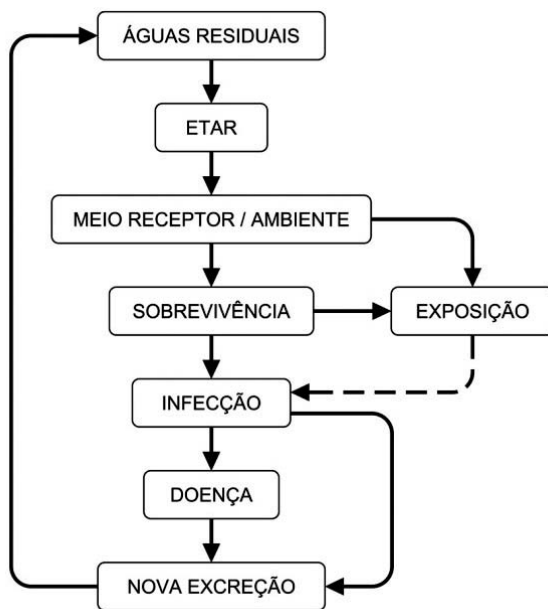 ÁGUAS RESIDUAIS
ETAR
MEIO RECEPTOR / AMBIENTE
SOBREVIVÊNCIA
EXPOSIÇÃO
INFECÇÃO
DOENÇA
NOVA EXCREÇÃO